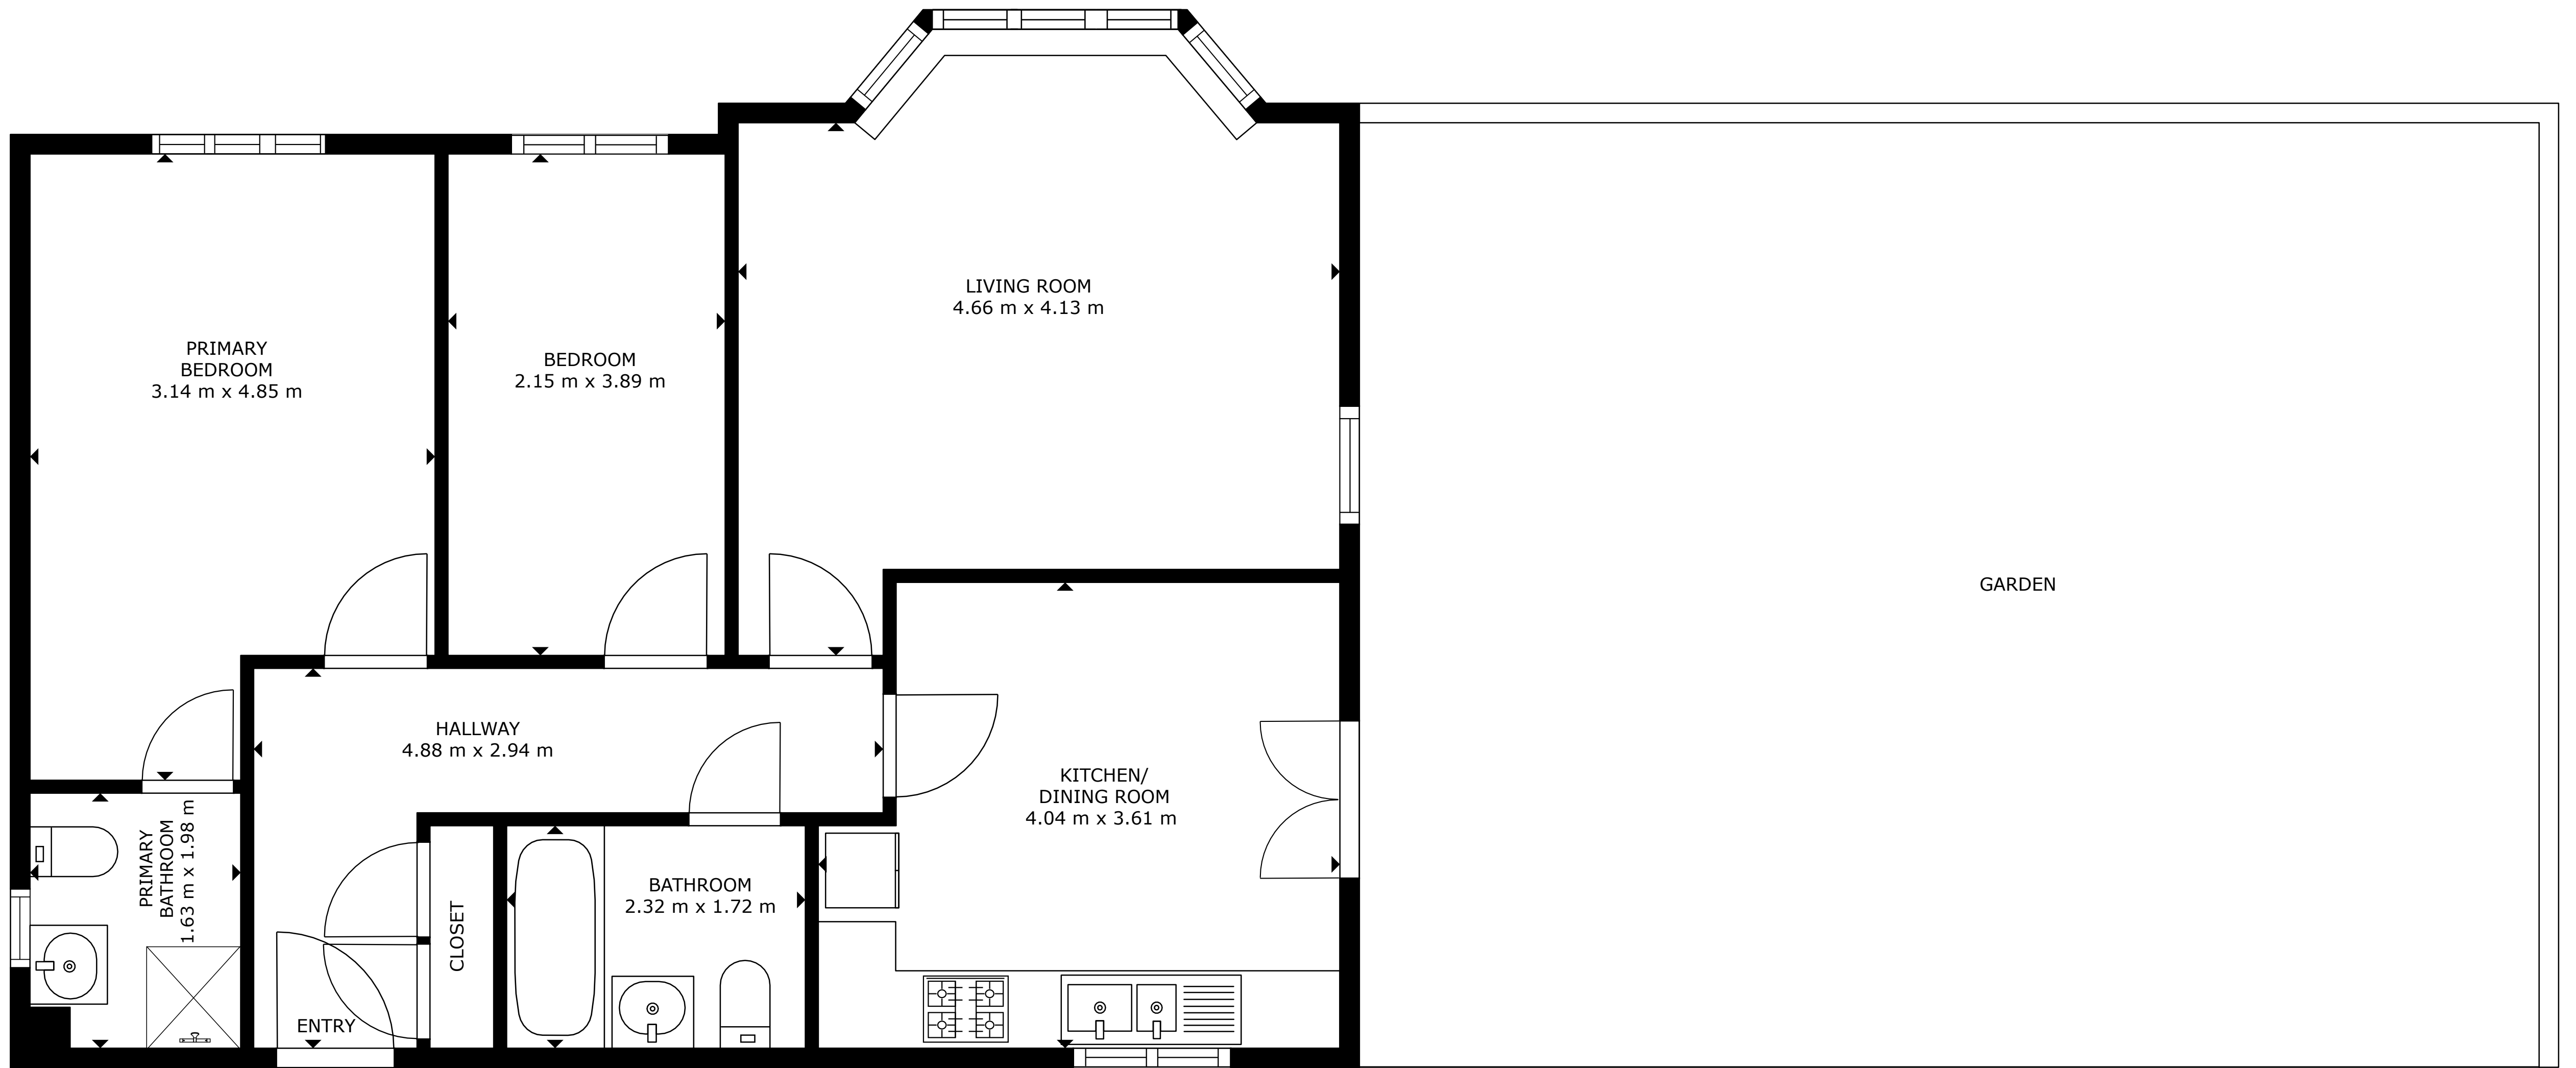 LIVING ROOM
4.66 m x 4.13 m
PRIMARY
BEDROOM
3.14 m x 4.85 m
BEDROOM
2.15 m x 3.89 m
GARDEN
HALLWAY
4.88 m x 2.94 m
KITCHEN/
DINING ROOM
4.04 m x 3.61 m
PRIMARY
BATHROOM
1.63 m x 1.98 m
BATHROOM
2.32 m x 1.72 m
CLOSET
ENTRY